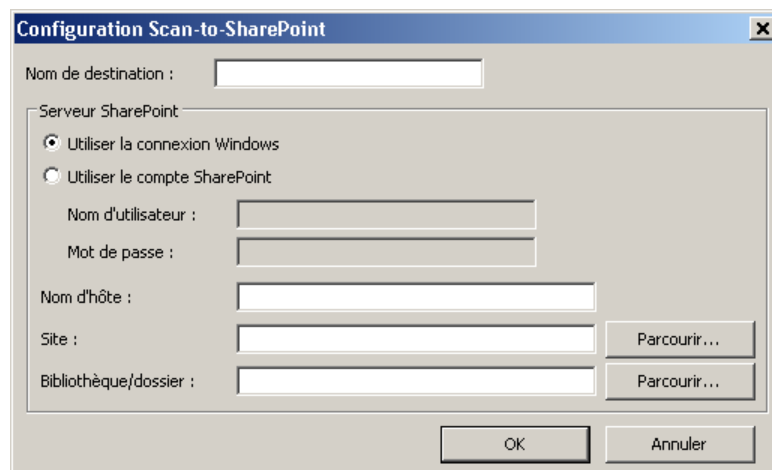 Configuration Scan-to-SharePoint
Nom de destination :
Serveur SharePoint
Utiliser la connexion Windows
Utiliser le compte SharePoint
Nom d'utilisateur :
Mot de passe :
Nom d'hôte :
Site :
Parcourir...
Bibliothèque/dossier :
Parcourir...
OK
Annuler